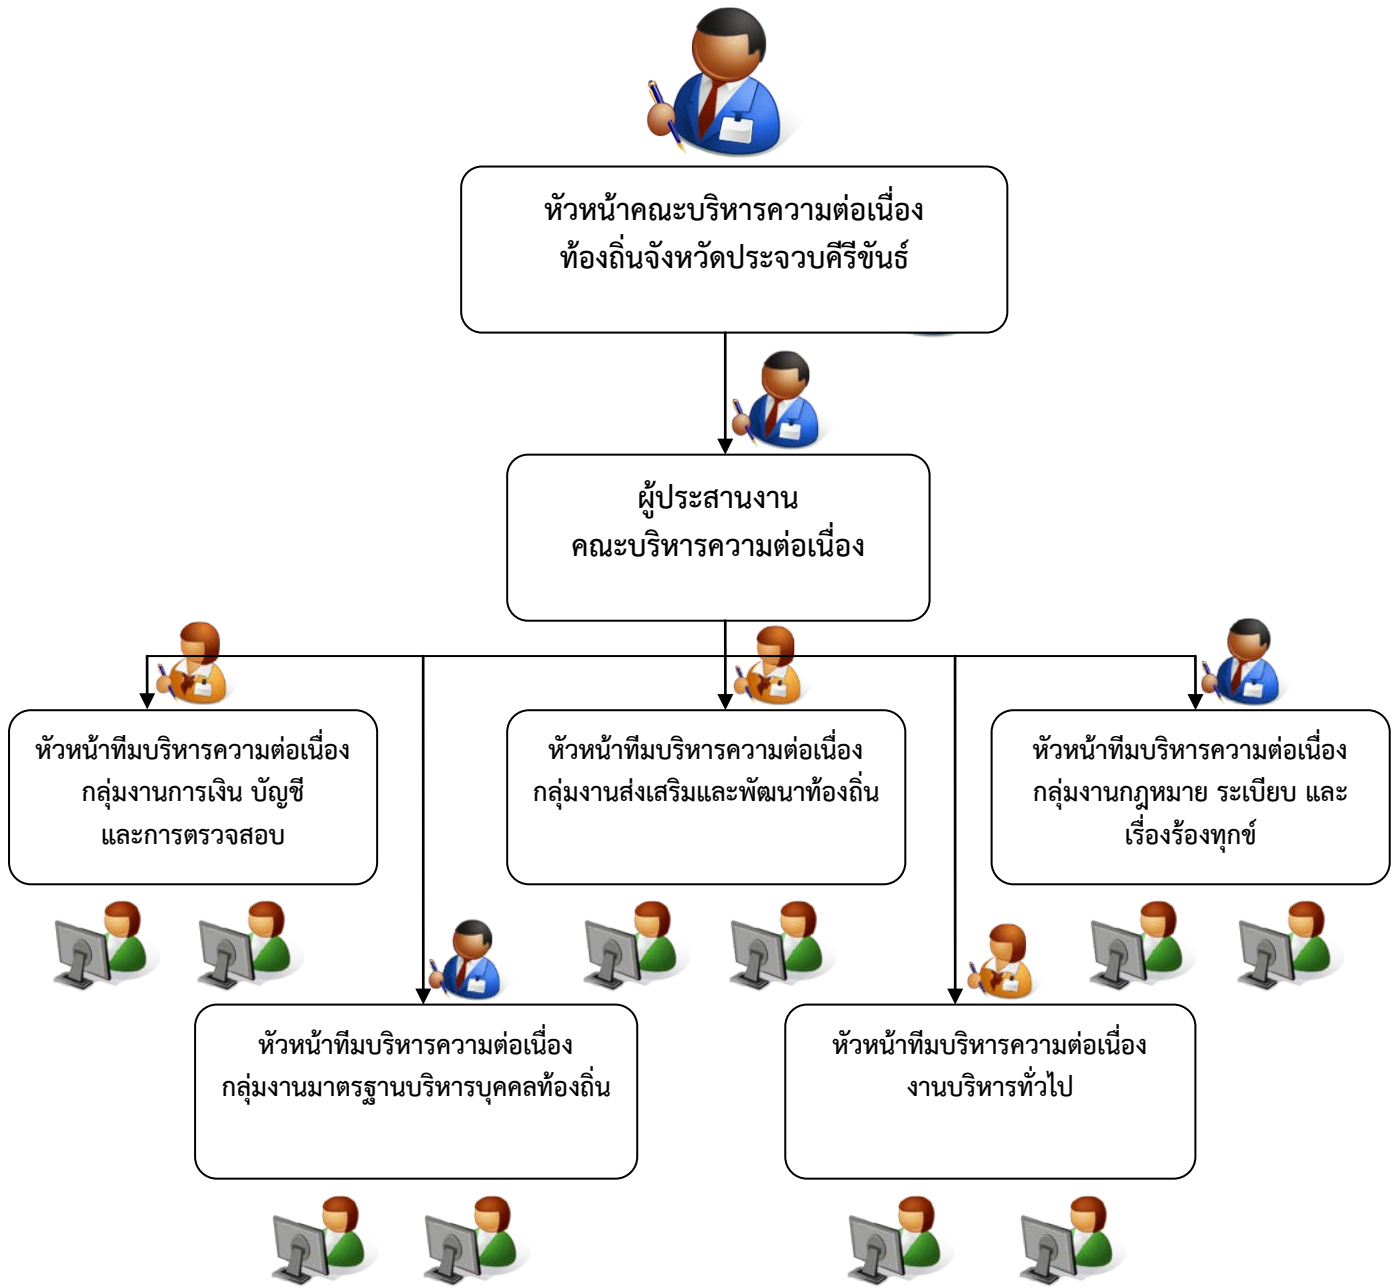 หัวหน้าคณะบริหารความต่อเนื่อง
ท้องถิ่นจังหวัดประจวบคีรีขันธ์
ผู้ประสานงาน
คณะบริหารความต่อเนื่อง
หัวหน้าทีมบริหารความต่อเนื่อง
กลุ่มงานการเงิน บัญชี
และการตรวจสอบ
หัวหน้าทีมบริหารความต่อเนื่อง
กลุ่มงานส่งเสริมและพัฒนาท้องถิ่น
หัวหน้าทีมบริหารความต่อเนื่อง
กลุ่มงานกฎหมาย ระเบียบ และ
เรื่องร้องทุกข์
หัวหน้าทีมบริหารความต่อเนื่อง
กลุ่มงานมาตรฐานบริหารบุคคลท้องถิ่น
หัวหน้าทีมบริหารความต่อเนื่อง
งานบริหารทั่วไป